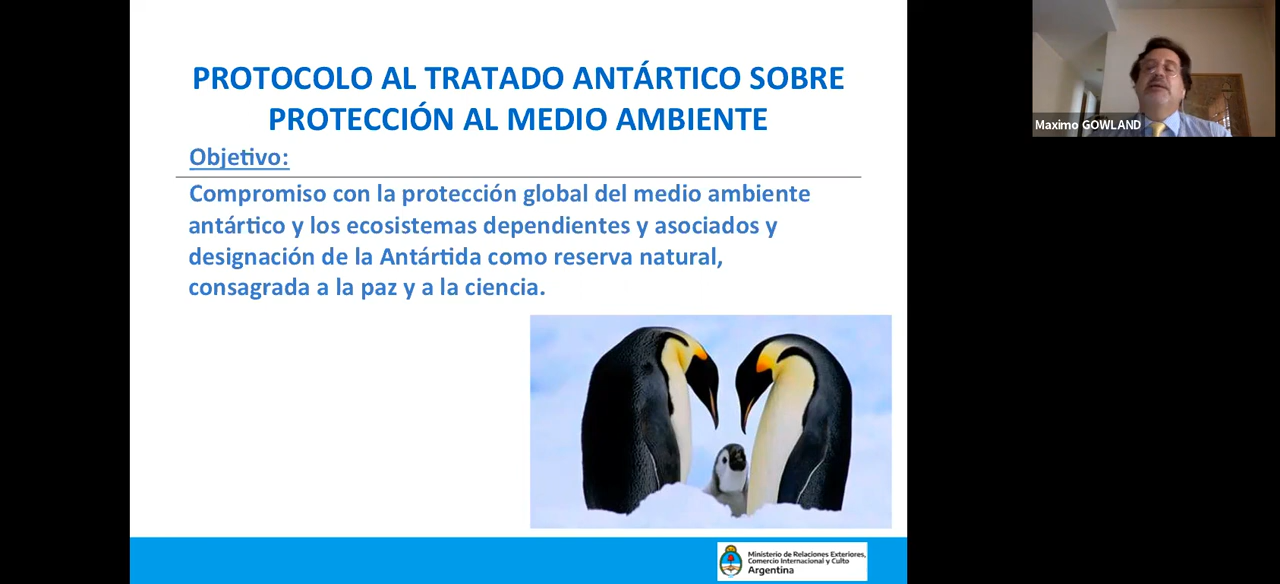 PROTOCOLO AL TRATADO ANTÁRTICO SOBRE
PROTECCIÓN AL MEDIO AMBIENTE
Objetivo:
Compromiso con la protección global del medio ambiente
antártico y los ecosistemas dependientes y asociados y
designación de la Antártida como reserva natural,
consagrada a la paz y a la ciencia.
Ministerio de Relaciones Exteriores,
Comercio Internacional y Culto
Argentina
Maximo GOWLAND